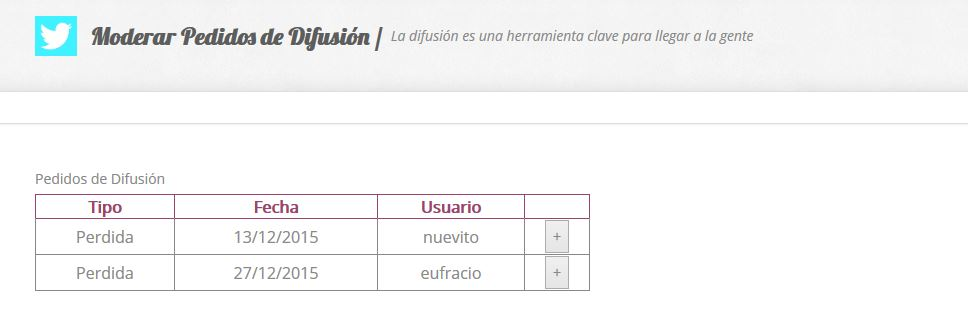 Moderar Pedidos de Difusión / La difusión es una herramienta clave para llegar a la gente
Pedidos de Difusión
Tipo Fecha Usuario
Perdida 13/12/2015 nuevito +
Perdida 27/12/2015 eufracio +